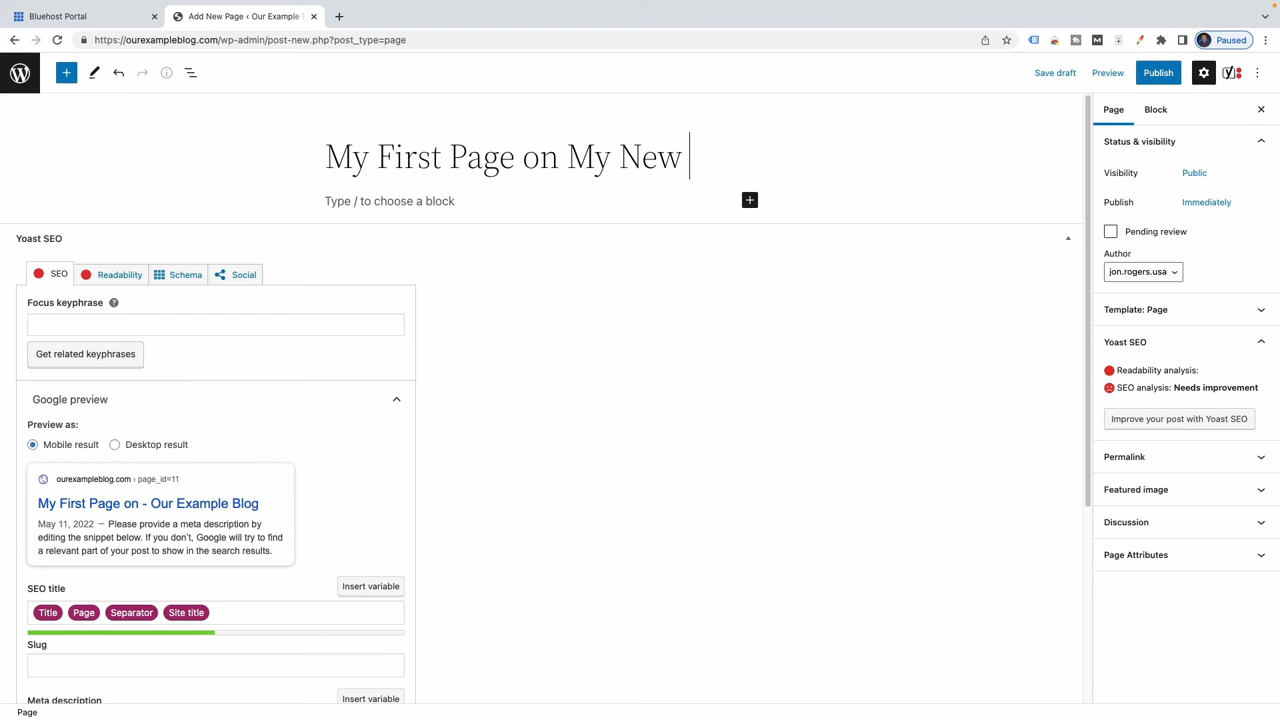 Bluehost Portal
Add New Page ‹ Our Example B
https://ourexampleblog.com/wp-admin/post-new.php?post_type=page
Paused
Save draft
Preview
Publish
My First Page on My New
Type / to choose a block
Yoast SEO
SEO
Readability
Schema
Social
Focus keyphrase
Get related keyphrases
Google preview
Preview as:
Mobile result
Desktop result
ourexampleblog.com › page_id=11
My First Page on - Our Example Blog
May 11, 2022 — Please provide a meta description by
editing the snippet below. If you don't, Google will try to find
a relevant part of your post to show in the search results.
SEO title
Insert variable
Title
Page
Separator
Site title
Slug
Meta description
Insert variable
Page
Page
Block
Status & visibility
Visibility
Public
Publish
Immediately
Pending review
Author
jon.rogers.usa
Template: Page
Yoast SEO
Readability analysis:
SEO analysis: Needs improvement
Improve your post with Yoast SEO
Permalink
Featured image
Discussion
Page Attributes